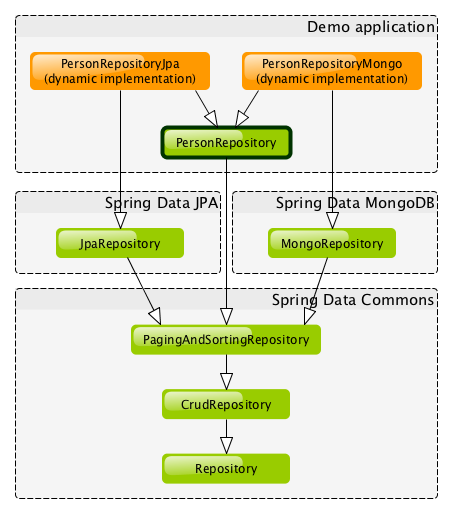 Demo application
PersonRepositoryJpa
(dynamic implementation)
PersonRepositoryMongo
(dynamic implementation)
PersonRepository
Spring Data JPA
JpaRepository
Spring Data MongoDB
MongoRepository
Spring Data Commons
PagingAndSortingRepository
CrudRepository
Repository